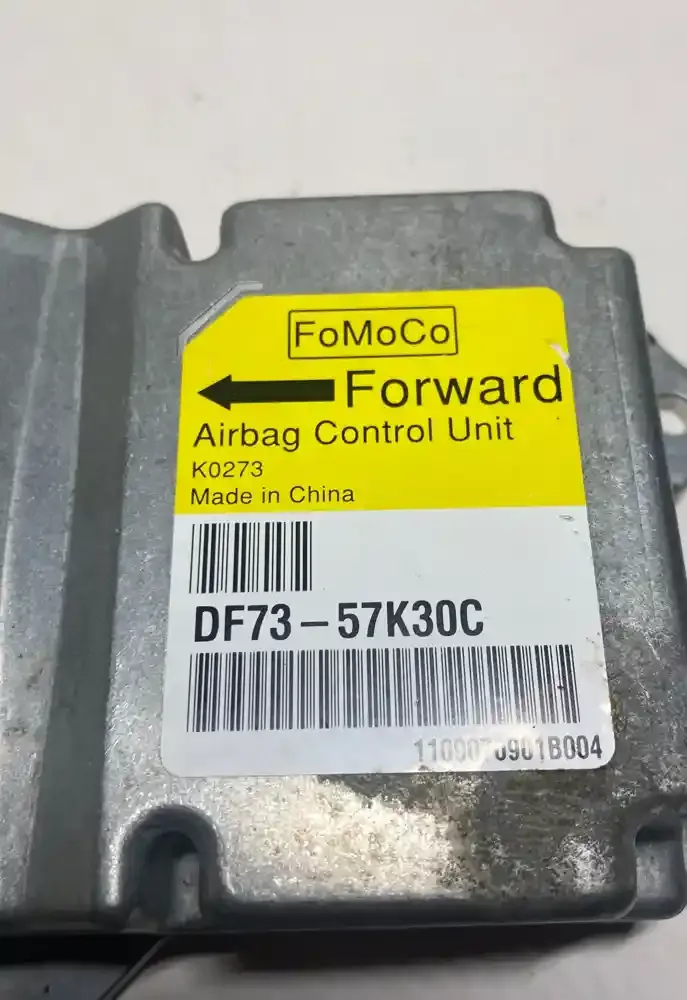 FoMoCo
Forward
Airbag Control Unit
K0273
Made in China
DF73-57K30C